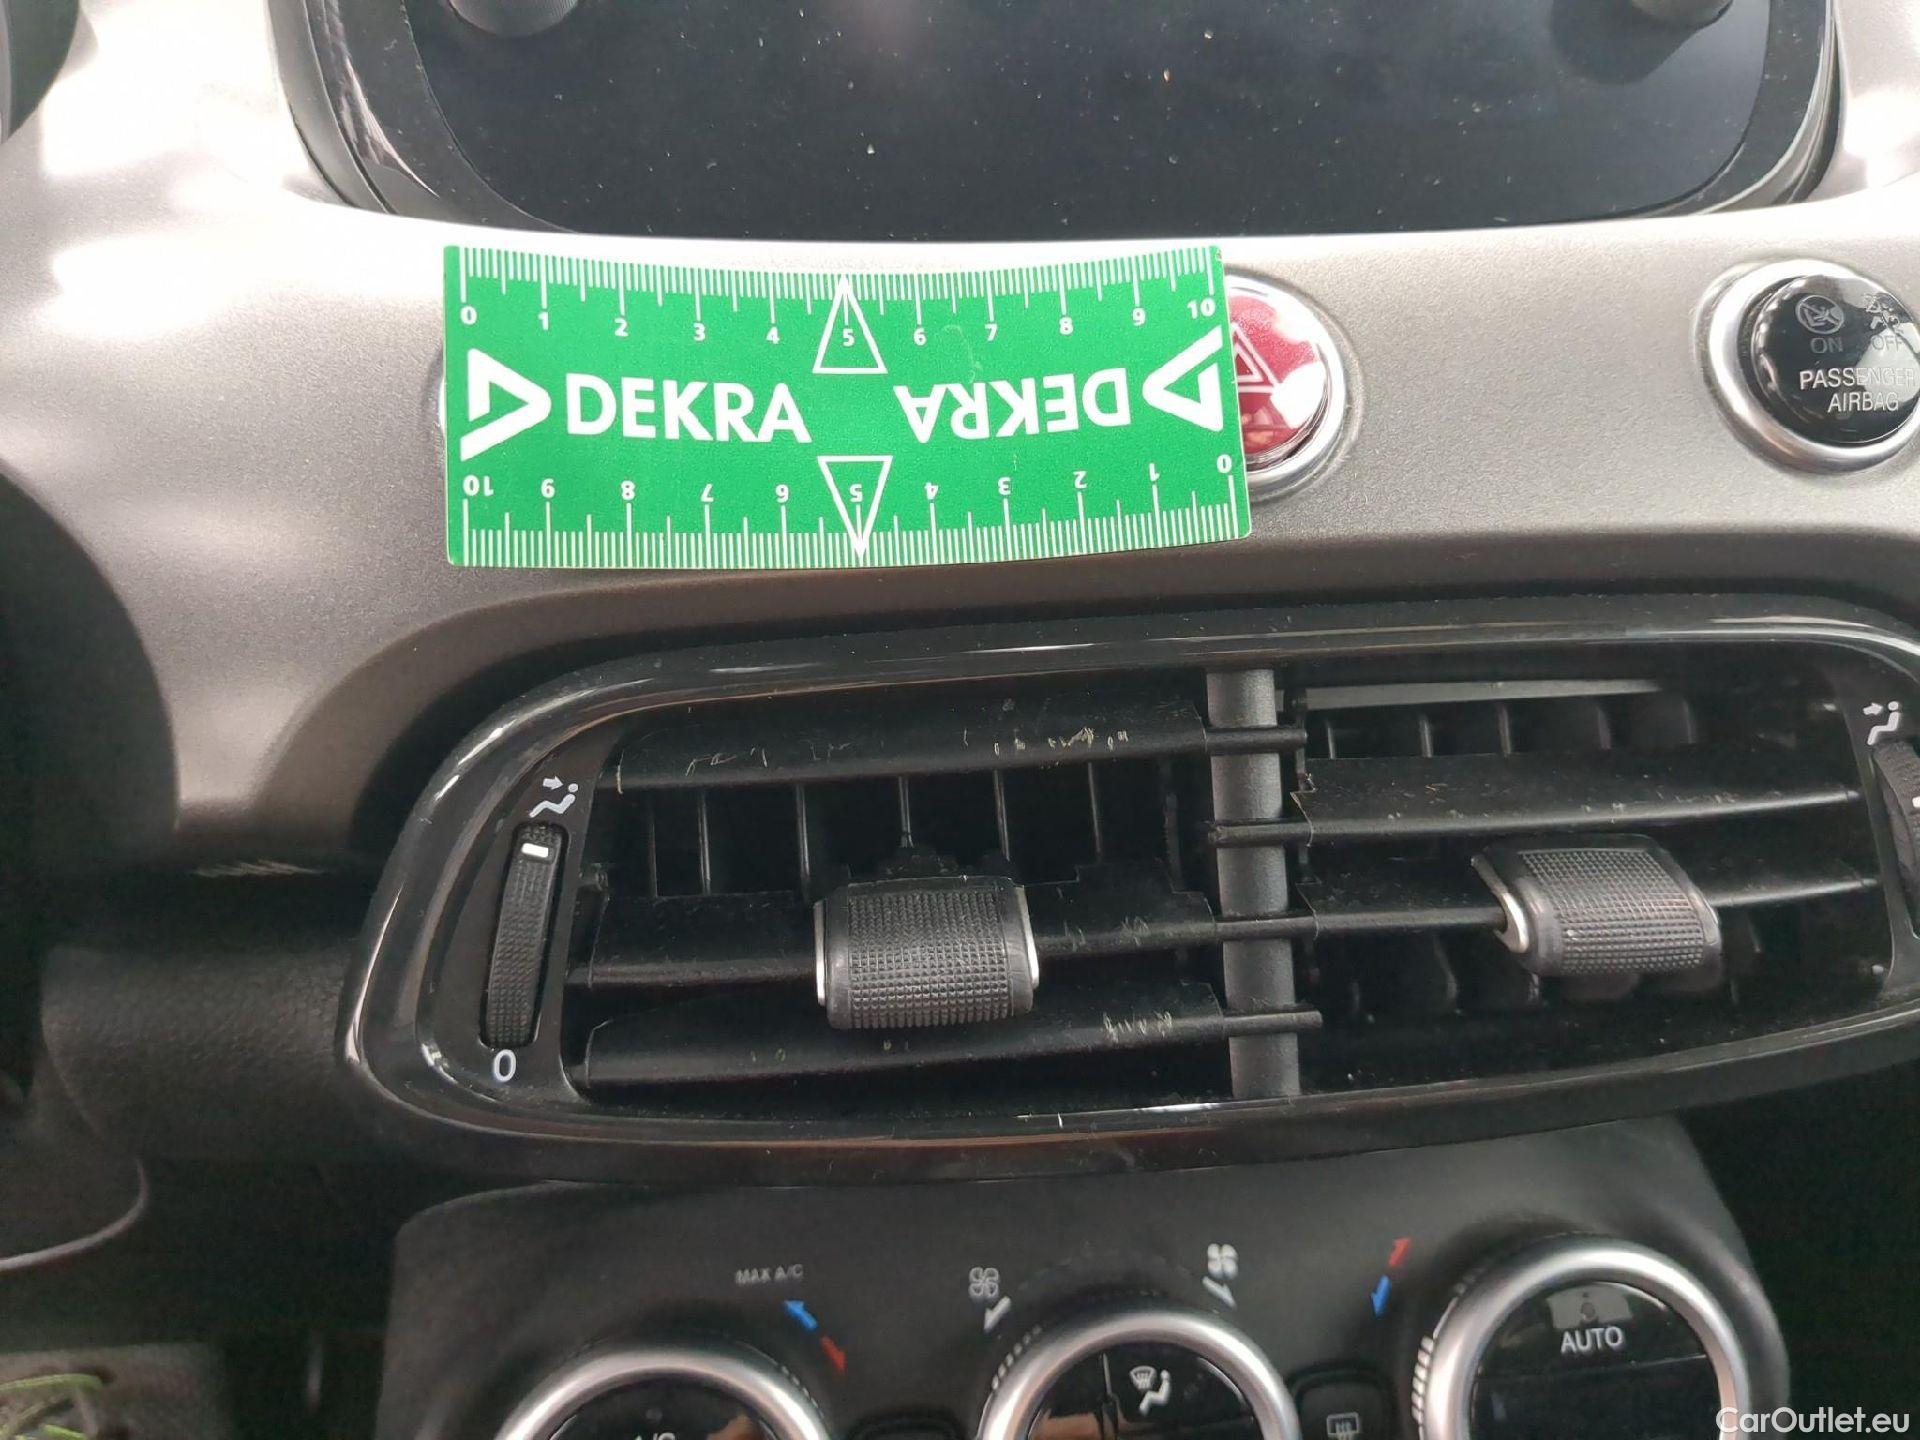 0 1 2 3 4 5 6 7 8 9 10
DEKRA DEKRA
10 9 8 7 6 5 4 3 2 1 0
ON OFF
PASSENGER
AIRBAG
0
MAX A/C
AUTO
A/C
CarOutlet.eu